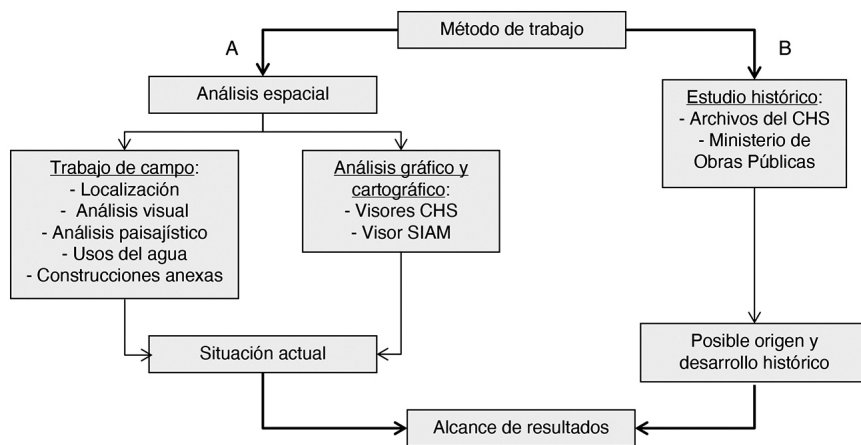 Método de trabajo
A
B
Análisis espacial
Estudio histórico:
- Archivos del CHS
- Ministerio de
Obras Públicas
Trabajo de campo:
- Localización
- Análisis visual
- Análisis paisajístico
- Usos del agua
- Construcciones anexas
Análisis gráfico y
cartográfico:
- Visores CHS
- Visor SIAM
Situación actual
Posible origen y
desarrollo histórico
Alcance de resultados